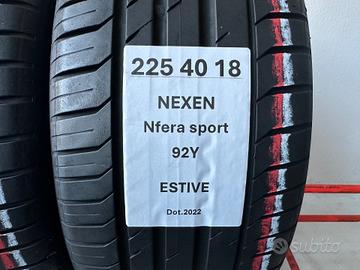 225 40 18
NEXEN
Nfera sport
92Y
ESTIVE
Dot.2022
subito